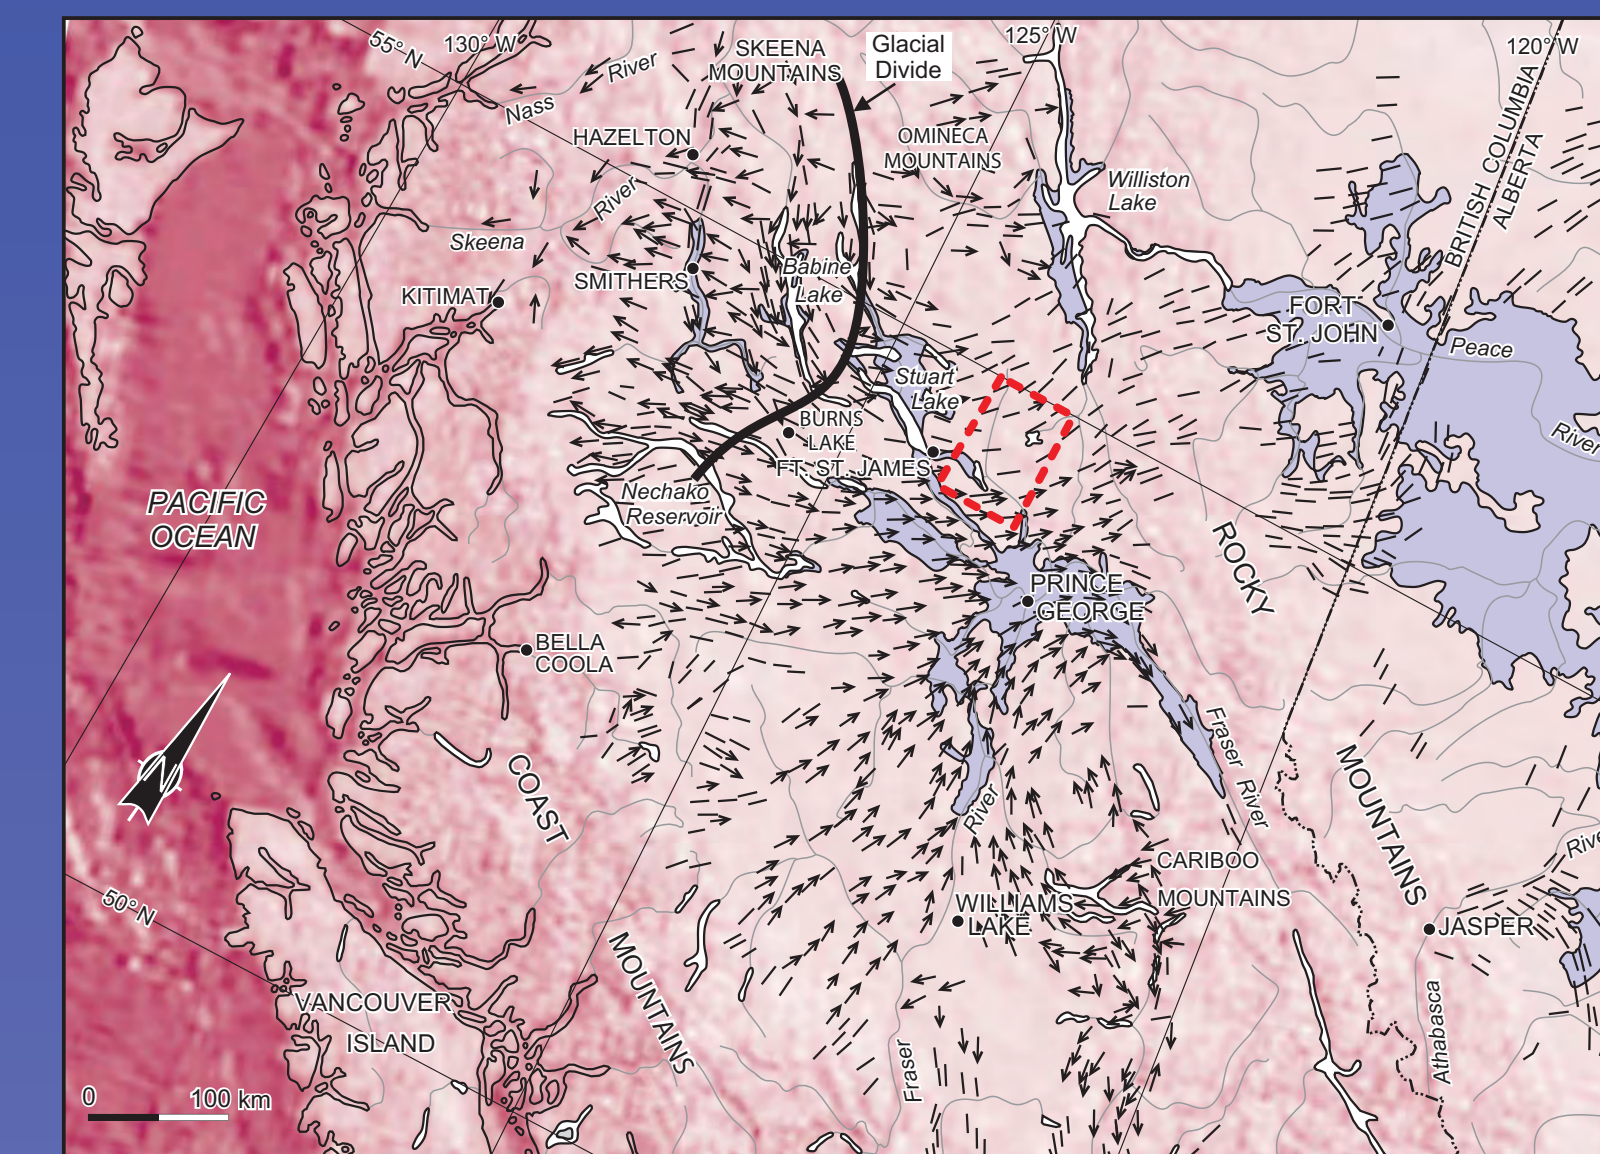 55° N
130° W
River
Nass
SKEENA
MOUNTAINS
Glacial
Divide
125° W
120° W
HAZELTON
OMINECA
MOUNTAINS
BRITISH COLUMBIA
ALBERTA
River
Skeena
Williston
Lake
SMITHERS
Babine
Lake
KITIMAT
FORT
ST. JOHN
Peace
River
Stuart
Lake
BURNS
LAKE
FT. ST. JAMES
Nechako
Reservoir
PACIFIC
OCEAN
ROCKY
PRINCE
GEORGE
BELLA
COOLA
N
COAST
Fraser River
MOUNTAINS
River
CARIBOO
MOUNTAINS
WILLIAMS
LAKE
JASPER
50° N
VANCOUVER
ISLAND
MOUNTAINS
Fraser
Athabasca
0 100 km